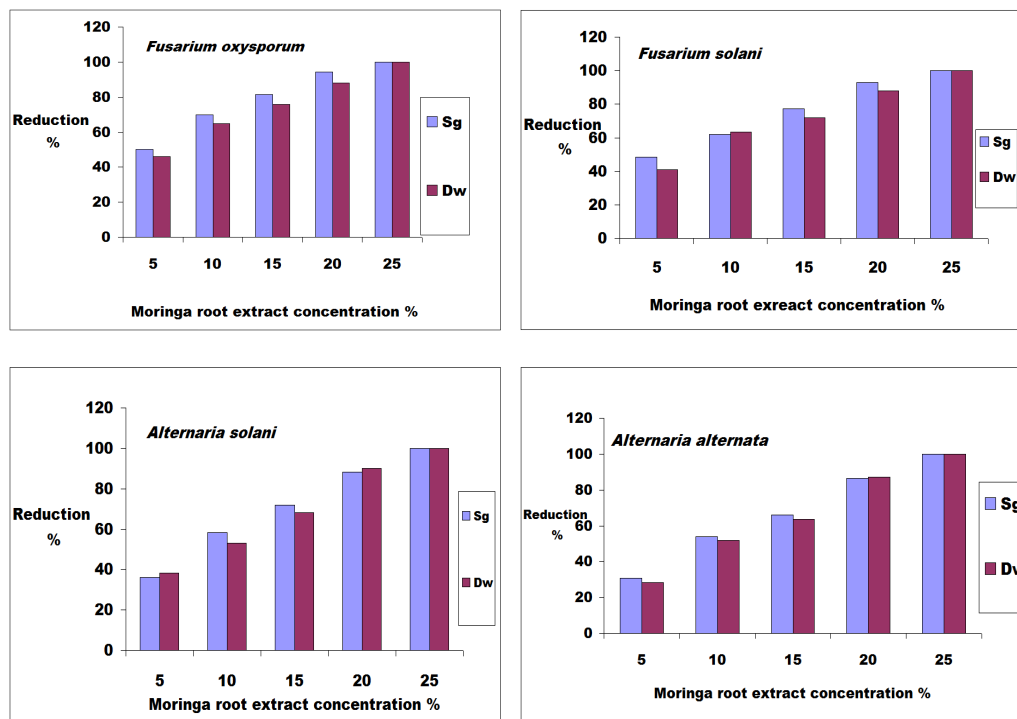 Fusarium oxysporum
120
100
80
60
40
20
0
Reduction
%
Sg
Dw
5 10 15 20 25
Moringa root extract concentration %
Fusarium solani
120
100
80
60
40
20
0
Reduction
%
Sg
Dw
5 10 15 20 25
Moringa root exreact concentration %
Alternaria solani
120
100
80
60
40
20
0
Reduction
%
Sg
Dw
5 10 15 20 25
Moringa root extract concentration %
Alternaria alternata
120
100
80
60
40
20
0
Reduction
%
Sg
5 10 15 20 25
Moringa root extract concentration %